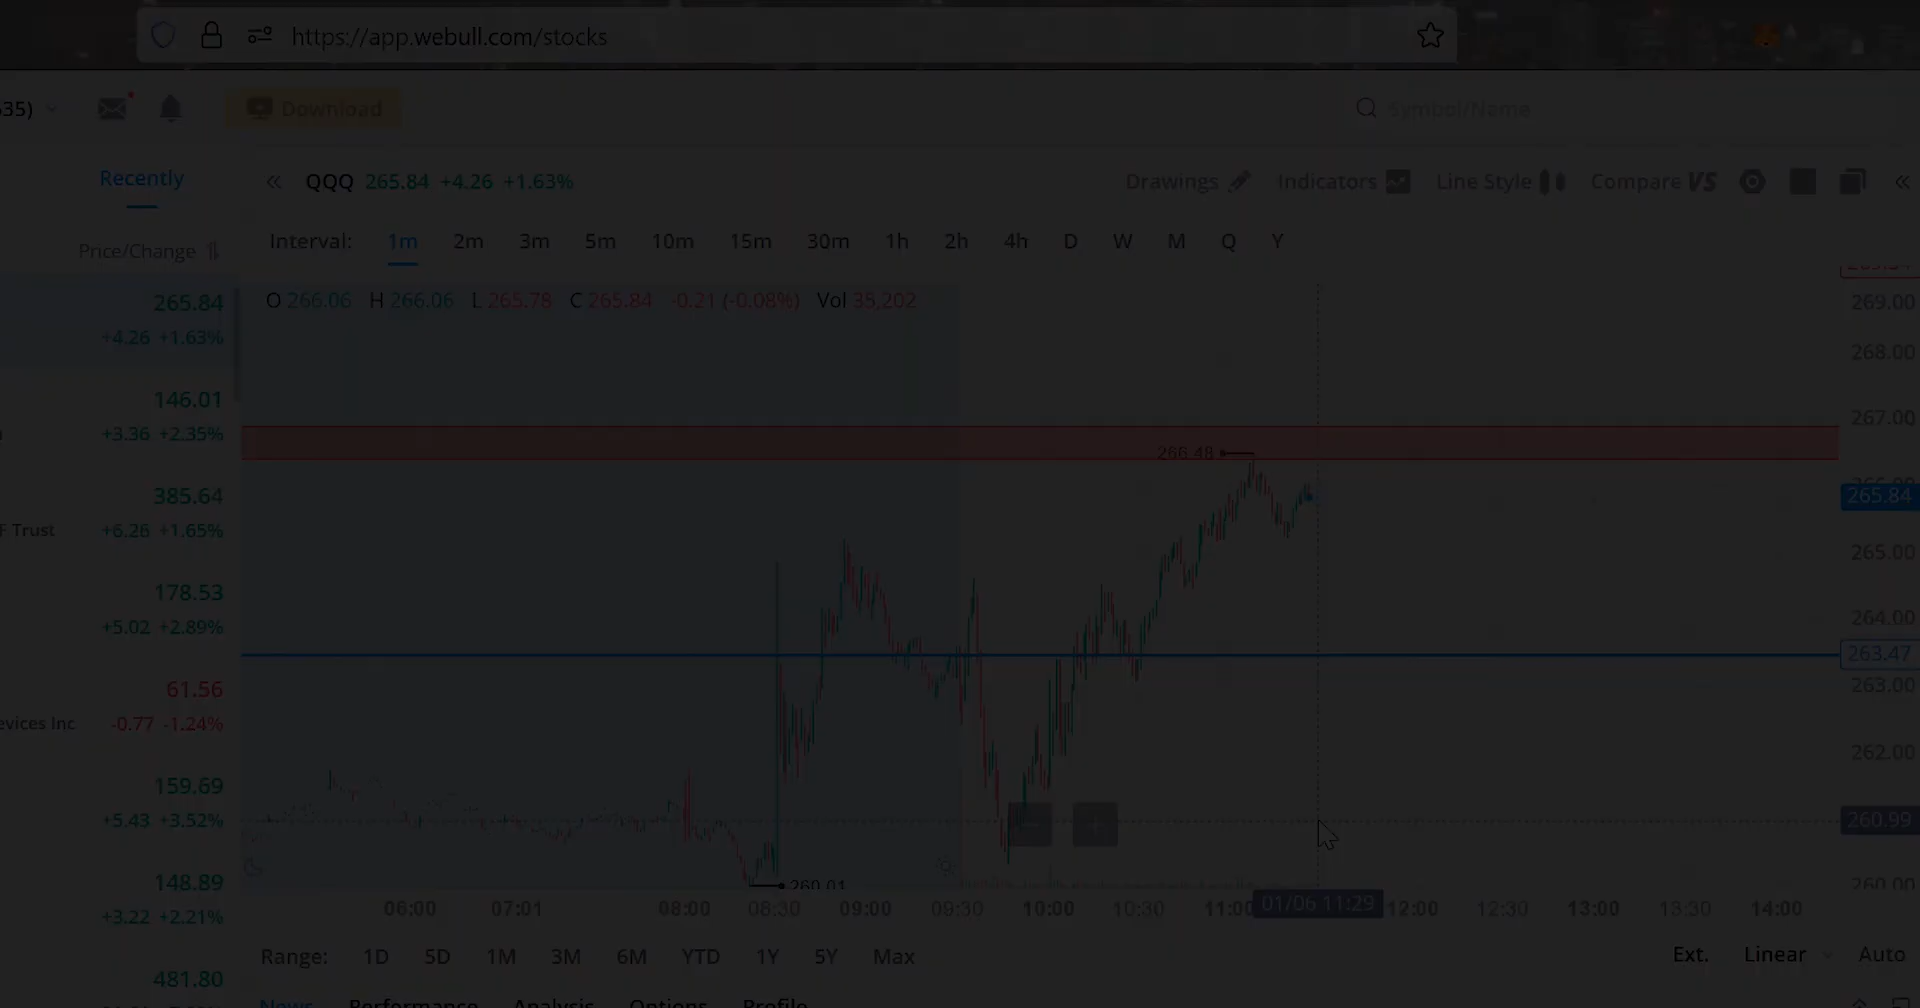 https://app.webull.com/stocks
35)
Download
Symbol/Name
Recently
QQQ 265.84 +4.26 +1.63%
Drawings
Indicators
Line Style
Compare VS
Interval: 1m 2m 3m 5m 10m 15m 30m 1h 2h 4h D W M Q Y
Price/Change
O 266.06 H 266.06 L 265.78 C 265.84 -0.21 (-0.08%) Vol 35,202
265.84
+4.26 +1.63%
146.01
+3.36 +2.35%
385.64
F Trust +6.26 +1.65%
178.53
+5.02 +2.89%
61.56
evices Inc -0.77 -1.24%
159.69
+5.43 +3.52%
148.89
+3.22 +2.21%
481.80
269.00
268.00
267.00
266.48
265.84
265.00
264.00
263.47
263.00
262.00
260.99
260.00
260.01
06:00 07:01 08:00 08:30 09:00 09:30 10:00 10:30 11:00 01/06 11:29 12:00 12:30 13:00 13:30 14:00
Range: 1D 5D 1M 3M 6M YTD 1Y 5Y Max
Ext. Linear Auto
News Performance Analysis Options Profile